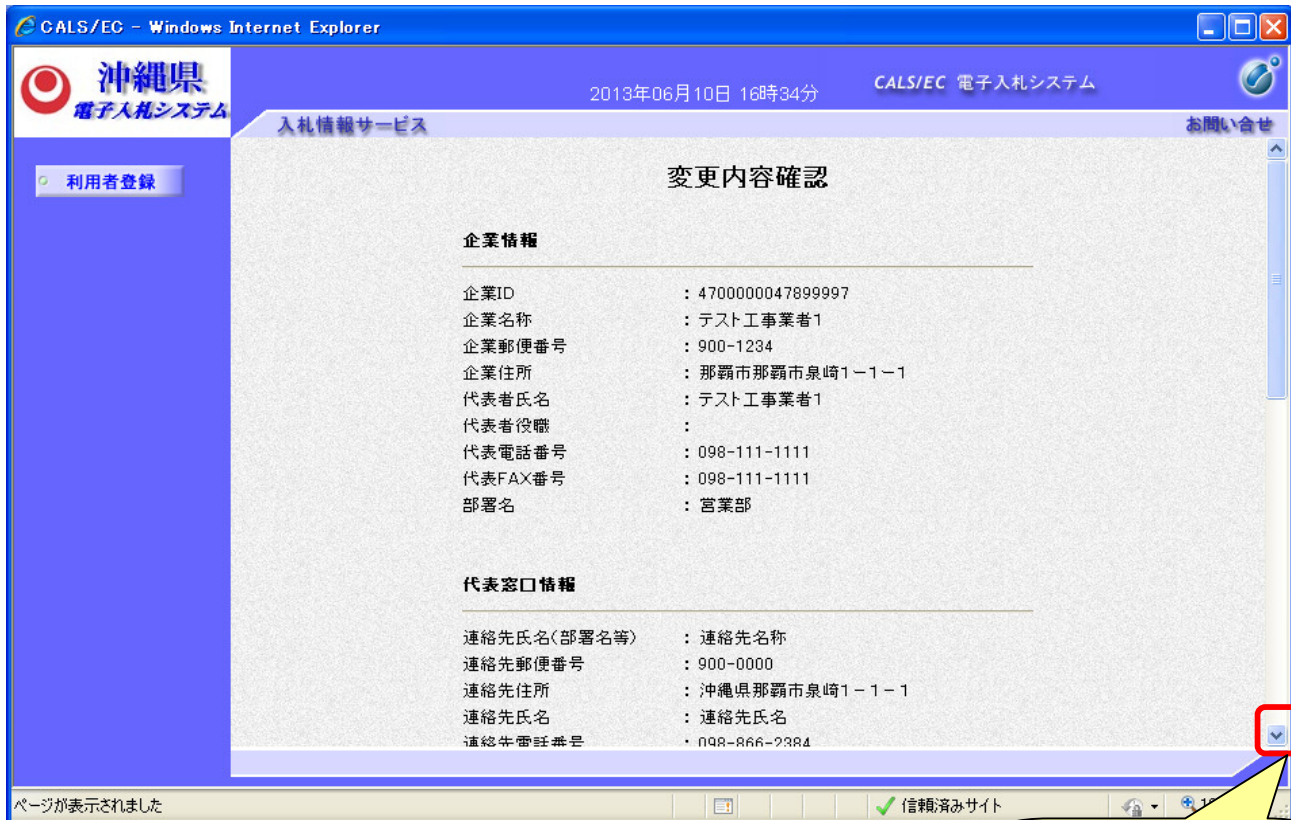 CALS/EC - Windows Internet Explorer
沖縄県
電子入札システム
2013年06月10日 16時34分
CALS/EC 電子入札システム
入札情報サービス
お問い合せ
利用者登録
変更内容確認
企業情報
企業ID : 4700000047899997
企業名称 : テスト工事業者1
企業郵便番号 : 900-1234
企業住所 : 那覇市那覇市泉崎1－1－1
代表者氏名 : テスト工事業者1
代表者役職 :
代表電話番号 : 098-111-1111
代表FAX番号 : 098-111-1111
部署名 : 営業部
代表窓口情報
連絡先氏名(部署名等) : 連絡先名称
連絡先郵便番号 : 900-0000
連絡先住所 : 沖縄県那覇市泉崎1－1－1
連絡先氏名 : 連絡先氏名
連絡先電話番号 : 098-866-2384
ページが表示されました
信頼済みサイト